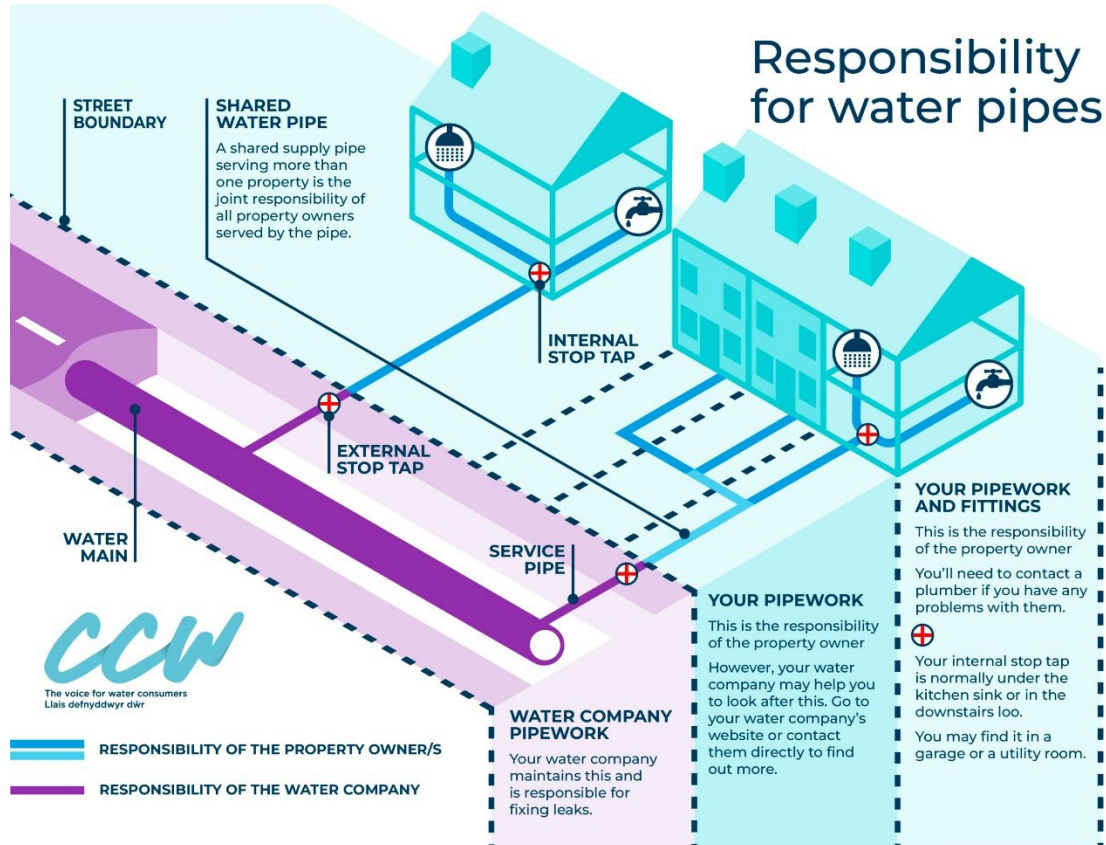 Responsibility
for water pipes
STREET
BOUNDARY
SHARED
WATER PIPE
A shared supply pipe
serving more than
one property is the
joint responsibility of
all property owners
served by the pipe.
INTERNAL
STOP TAP
EXTERNAL
STOP TAP
WATER
MAIN
SERVICE
PIPE
YOUR PIPEWORK
AND FITTINGS
This is the responsibility
of the property owner
You’ll need to contact a
plumber if you have any
problems with them.
Your internal stop tap
is normally under the
kitchen sink or in the
downstairs loo.
You may find it in a
garage or a utility room.
YOUR PIPEWORK
This is the responsibility
of the property owner
However, your water
company may help you
to look after this. Go to
your water company’s
website or contact
them directly to find
out more.
WATER COMPANY
PIPEWORK
Your water company
maintains this and
is responsible for
fixing leaks.
CCW
The voice for water consumers
Llais defnyddwyr dŵr
RESPONSIBILITY OF THE PROPERTY OWNER/S
RESPONSIBILITY OF THE WATER COMPANY